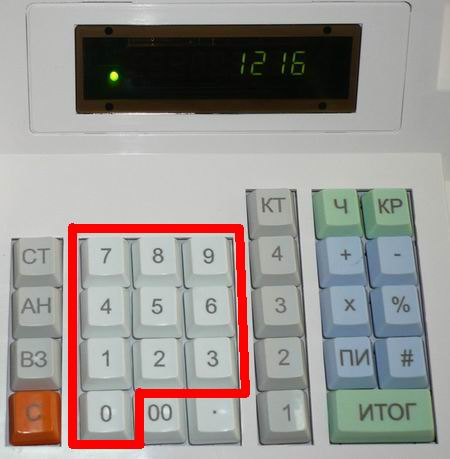 1216
КТ Ч КР
СТ 7 8 9 4 + -
АН 4 5 6 3 X %
ВЗ 1 2 3 2 ПИ #
С 0 00 · 1 ИТОГ